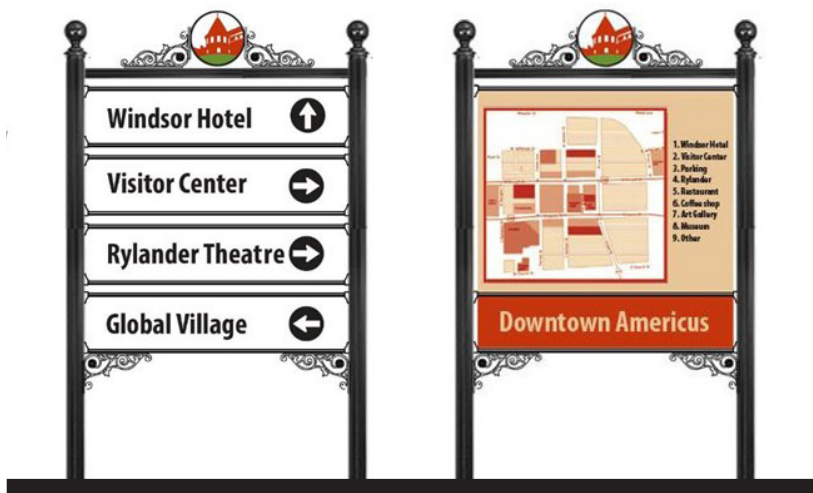 Windsor Hotel
Visitor Center
Rylander Theatre
Global Village
1. Windsor Hotel
2. Visitor Center
3. Parking
4. Rylander
5. Restaurant
6. Coffee shop
7. Art Gallery
8. Museum
9. Other
Downtown Americus